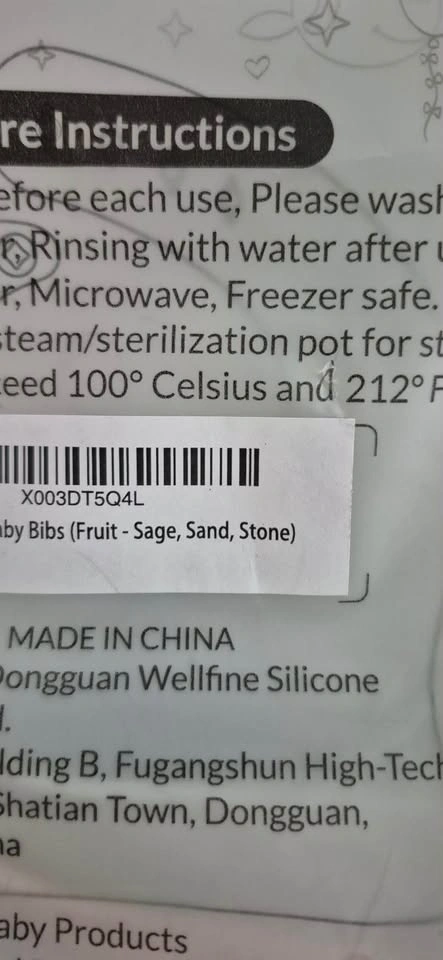 re Instructions
efore each use, Please wash
r, Rinsing with water after u
r, Microwave, Freezer safe.
steam/sterilization pot for st
eed 100° Celsius and 212° F
X003DT5Q4L
aby Bibs (Fruit - Sage, Sand, Stone)
MADE IN CHINA
Dongguan Wellfine Silicone
d.
lding B, Fugangshun High-Tech
Shatian Town, Dongguan,
na
aby Products